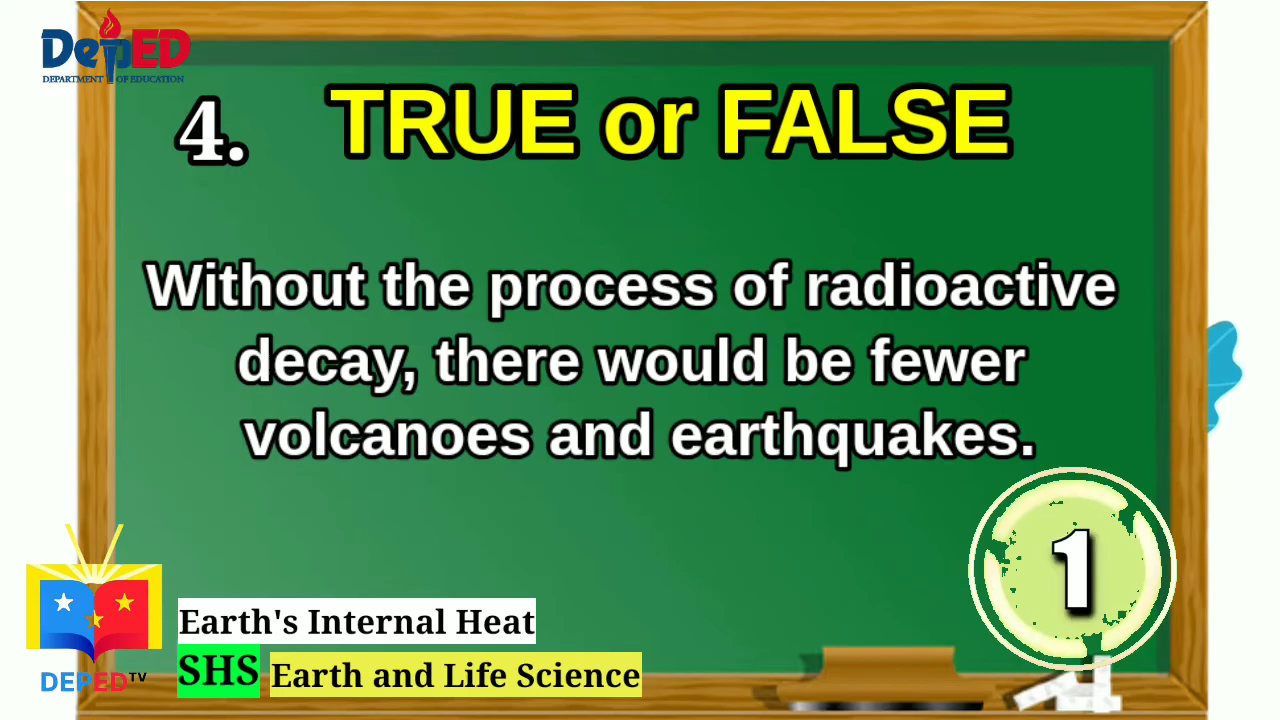 DepED
DEPARTMENT OF EDUCATION
4. TRUE or FALSE
Without the process of radioactive
decay, there would be fewer
volcanoes and earthquakes.
1
Earth's Internal Heat
SHS Earth and Life Science
DEPED TV